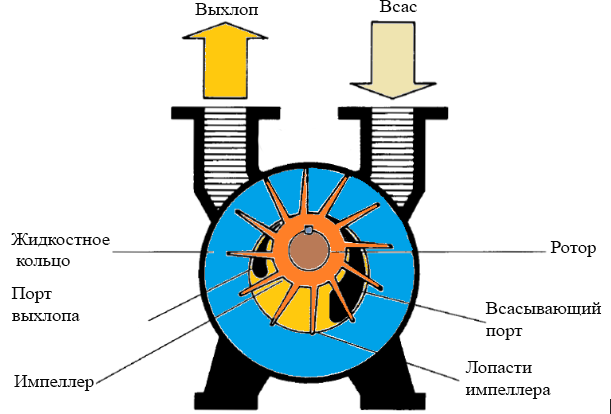 Выхлоп
Всас
Жидкостное
кольцо
Ротор
Порт
выхлопа
Всасывающий
порт
Импеллер
Лопасти
импеллера